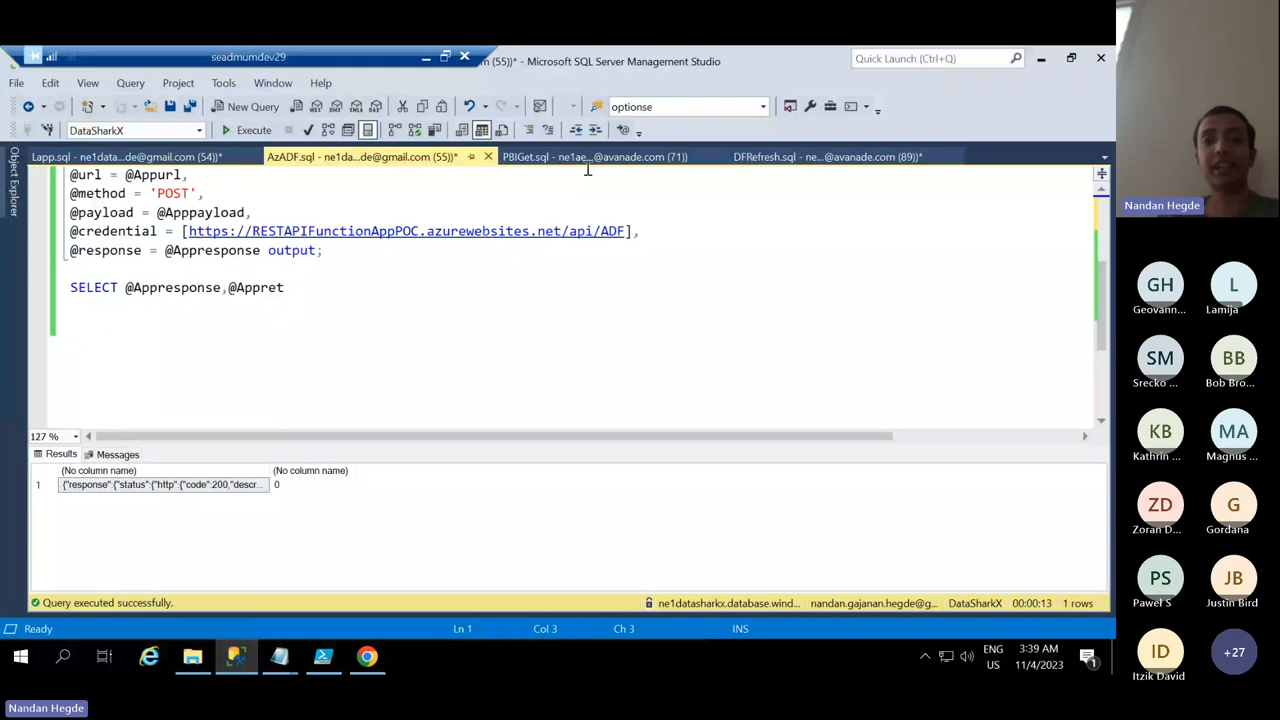 seadmumdev29
(55))* - Microsoft SQL Server Management Studio
Quick Launch (Ctrl+Q)
File Edit View Query Project Tools Window Help
New Query
optionse
DataSharkX
Execute
Object Explorer
Lapp.sql - ne1data...de@gmail.com (54))*
AzADF.sql - ne1da...de@gmail.com (55))*
PBIGet.sql - ne1ae...@avanade.com (71))
DFRefresh.sql - ne...@avanade.com (89))*
@url = @Appurl,
@method = 'POST',
@payload = @Apppayload,
@credential = [https://RESTAPIFunctionAppPOC.azurewebsites.net/api/ADF],
@response = @Appresponse output;
SELECT @Appresponse,@Appret
127 %
Results Messages
(No column name) (No column name)
1 {"response":{"status":{"http":{"code":200,"descr... 0
Query executed successfully.
ne1datasharkx.database.wind...
nandan.gajanan.hegde@g...
DataSharkX
00:00:13
1 rows
Ready
Ln 1
Col 3
Ch 3
INS
ENG
US
3:39 AM
11/4/2023
1
Nandan Hegde
Nandan Hegde
GH
Geovann...
L
Lamija
SM
Srecko ...
BB
Bob Bro...
KB
Kathrin ...
MA
Magnus ...
ZD
Zoran D...
G
Gordana
PS
Paweł S
JB
Justin Bird
ID
Itzik David
+27